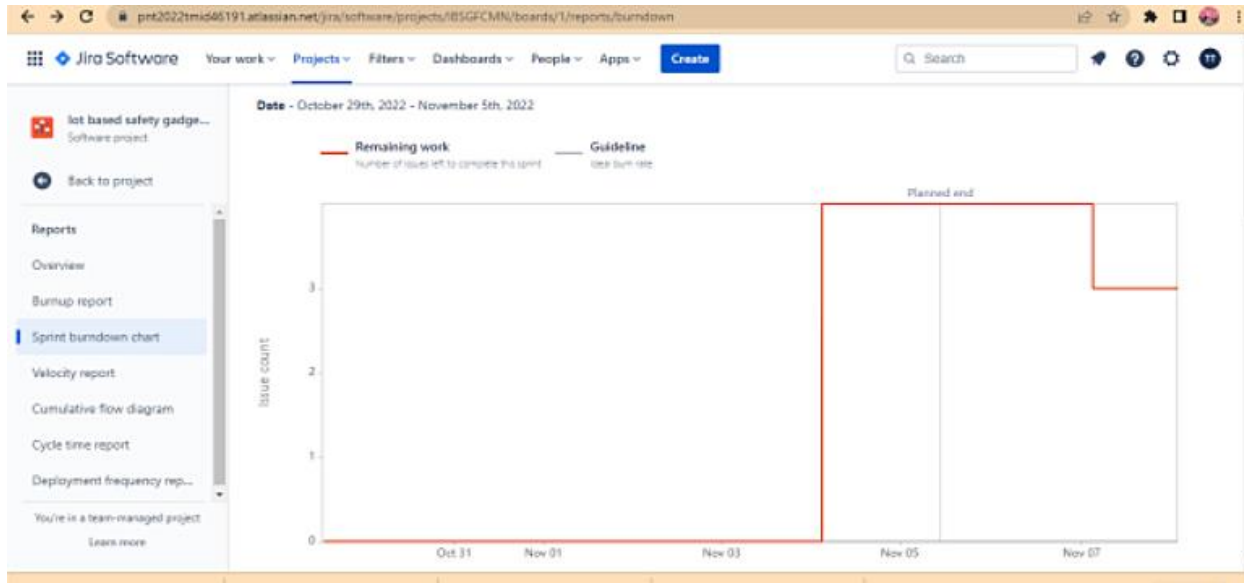 pnt2022tmid46191.atlassian.net/jira/software/projects/IBSGFCMN/boards/1/reports/burndown
Jira Software Your work Projects Filters Dashboards People Apps Create Search TT
Iot based safety gadge...
Software project
Back to project
Reports
Overview
Burnup report
Sprint burndown chart
Velocity report
Cumulative flow diagram
Cycle time report
Deployment frequency rep...
You're in a team-managed project
Learn more
Date - October 29th, 2022 - November 5th, 2022
Remaining work
Number of issues left to complete this sprint
Guideline
Ideal burn rate
Planned end
Issue count
3
2
1
0
Oct 31 Nov 01 Nov 03 Nov 05 Nov 07